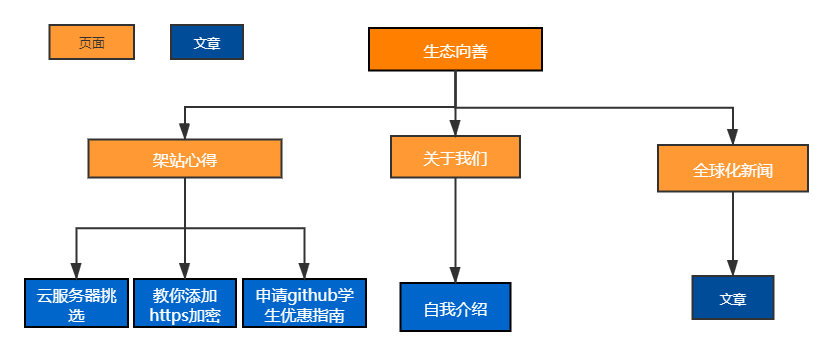 页面
文章
生态向善
架站心得
关于我们
全球化新闻
云服务器挑
选
教你添加
https加密
申请github学
生优惠指南
自我介绍
文章